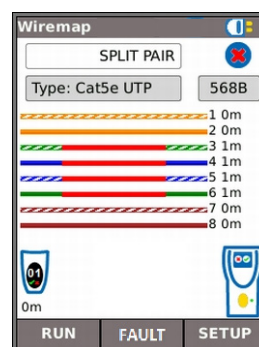 Wiremap
SPLIT PAIR
Type: Cat5e UTP 568B
1 0m
2 0m
3 1m
4 1m
5 1m
6 1m
7 0m
8 0m
01
0m
RUN FAULT SETUP